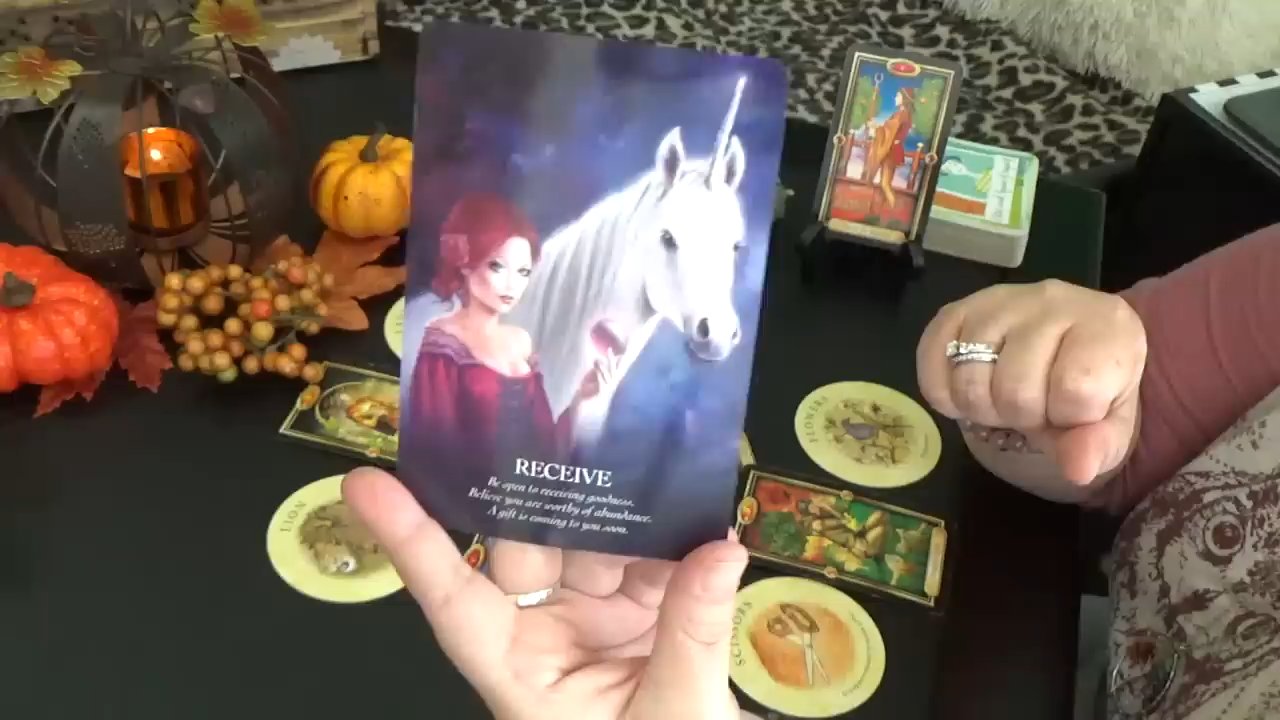 RECEIVE
Be open to receiving goodness.
Believe you are worthy of abundance.
A gift is coming to you soon.
FLOWERS
LION
SCISSORS